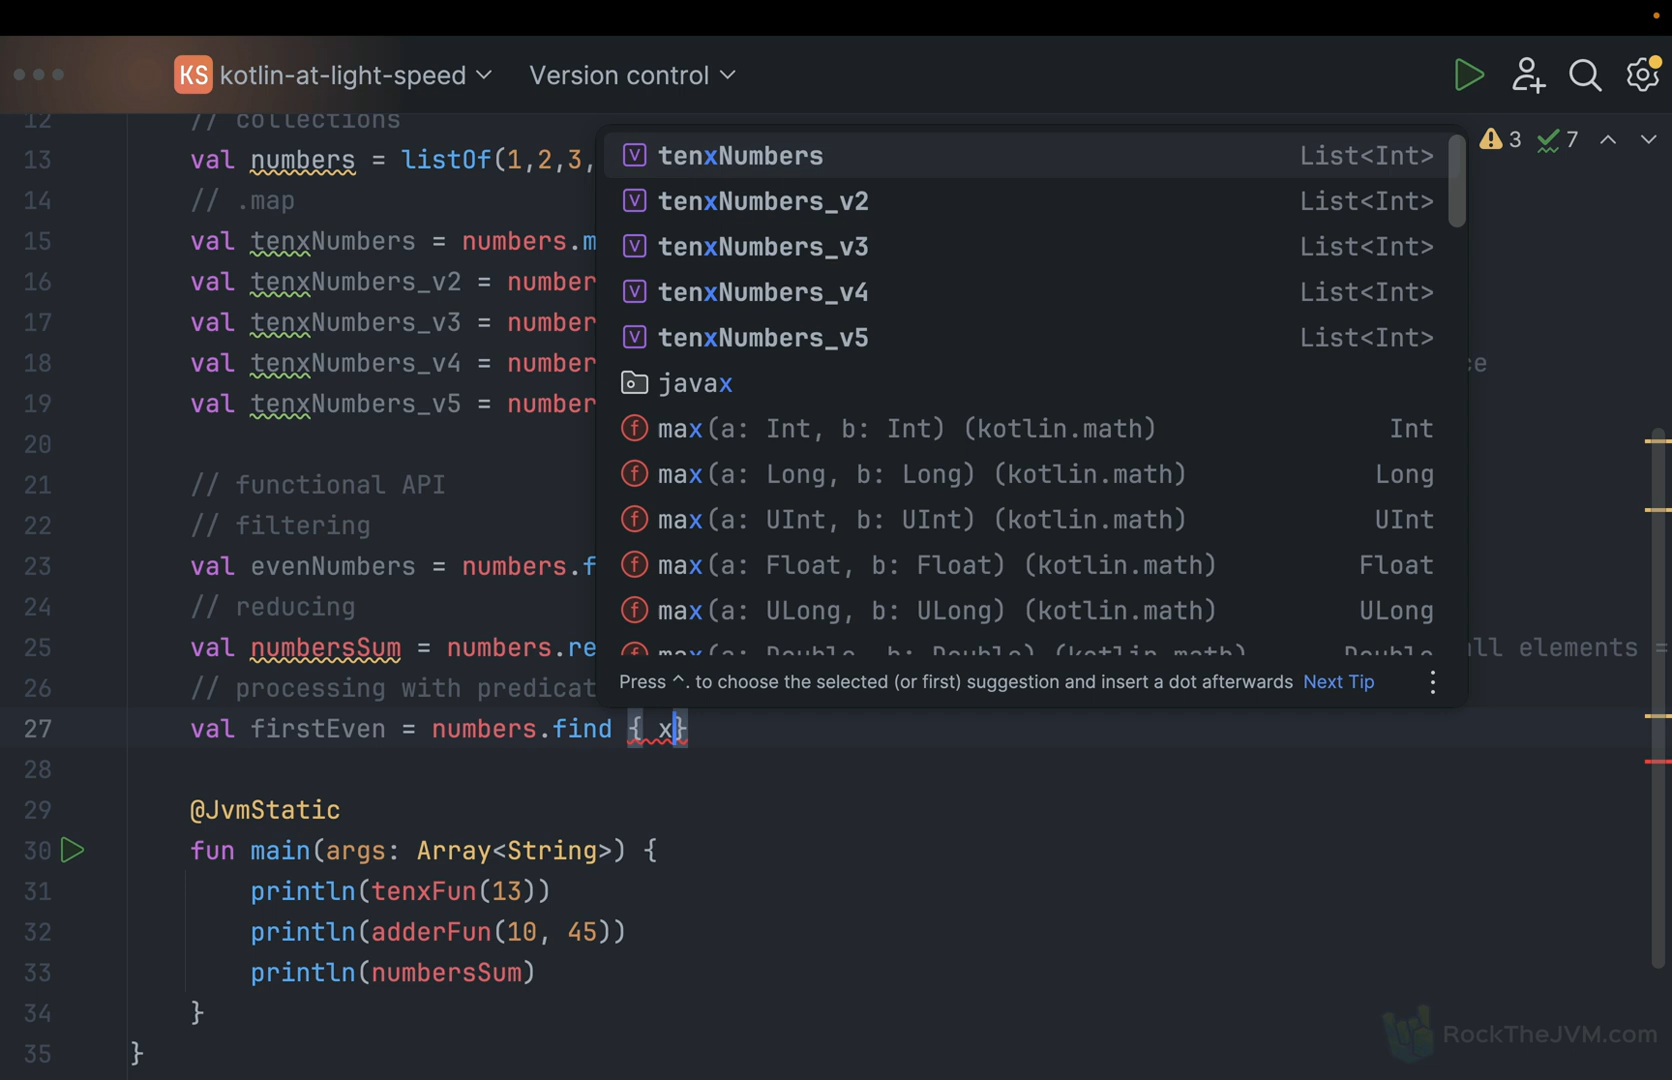 KS kotlin-at-light-speed Version control
12 // collections
13 val numbers = listOf(1,2,3,
14 // .map
15 val tenxNumbers = numbers.m
16 val tenxNumbers_v2 = number
17 val tenxNumbers_v3 = number
18 val tenxNumbers_v4 = number ce
19 val tenxNumbers_v5 = number
20
21 // functional API
22 // filtering
23 val evenNumbers = numbers.f
24 // reducing
25 val numbersSum = numbers.re all elements =
26 // processing with predicat
27 val firstEven = numbers.find { x}
28
29 @JvmStatic
30 fun main(args: Array<String>) {
31 println(tenxFun(13))
32 println(adderFun(10, 45))
33 println(numbersSum)
34 }
35 }
V tenxNumbers List<Int>
V tenxNumbers_v2 List<Int>
V tenxNumbers_v3 List<Int>
V tenxNumbers_v4 List<Int>
V tenxNumbers_v5 List<Int>
javax
f max(a: Int, b: Int) (kotlin.math) Int
f max(a: Long, b: Long) (kotlin.math) Long
f max(a: UInt, b: UInt) (kotlin.math) UInt
f max(a: Float, b: Float) (kotlin.math) Float
f max(a: ULong, b: ULong) (kotlin.math) ULong
f max(a: Double, b: Double) (kotlin.math) Double
Press ^. to choose the selected (or first) suggestion and insert a dot afterwards Next Tip
3 7
RockTheJVM.com